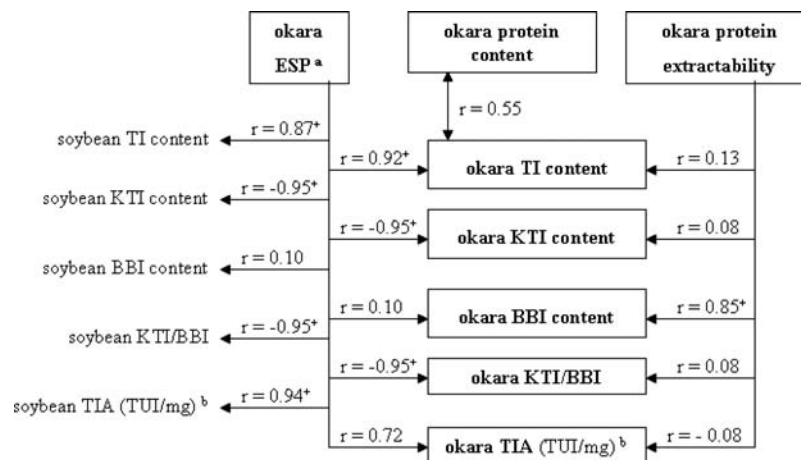 okara
ESP ᵃ
okara protein
content
okara protein
extractability
r = 0.55
soybean TI content
r = 0.87⁺
r = 0.92⁺
okara TI content
r = 0.13
soybean KTI content
r = -0.95⁺
r = -0.95⁺
okara KTI content
r = 0.08
soybean BBI content
r = 0.10
r = 0.10
okara BBI content
r = 0.85⁺
soybean KTI/BBI
r = -0.95⁺
r = -0.95⁺
okara KTI/BBI
r = 0.08
soybean TIA (TUI/mg) ᵇ
r = 0.94⁺
r = 0.72
okara TIA (TUI/mg) ᵇ
r = - 0.08